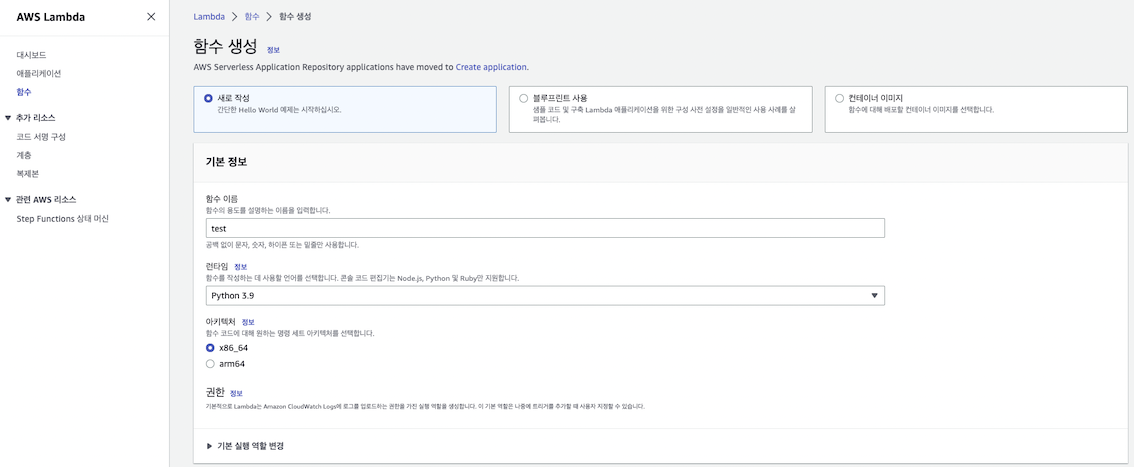 AWS Lambda
대시보드
애플리케이션
함수
추가 리소스
코드 서명 구성
계층
복제본
관련 AWS 리소스
Step Functions 상태 머신
Lambda > 함수 > 함수 생성
함수 생성 정보
AWS Serverless Application Repository applications have moved to Create application.
새로 작성
간단한 Hello World 예제는 시작하십시오.
블루프린트 사용
샘플 코드 및 구축 Lambda 애플리케이션을 위한 구성 사전 설정을 일반적인 사용 사례를 살
펴봅니다.
컨테이너 이미지
함수에 대해 배포할 컨테이너 이미지를 선택합니다.
기본 정보
함수 이름
함수의 용도를 설명하는 이름을 입력합니다.
test
공백 없이 문자, 숫자, 하이픈 또는 밑줄만 사용합니다.
런타임 정보
함수를 작성하는 데 사용할 언어를 선택합니다. 콘솔 코드 편집기는 Node.js, Python 및 Ruby만 지원합니다.
Python 3.9
아키텍처 정보
함수 코드에 대해 원하는 명령 세트 아키텍처를 선택합니다.
x86_64
arm64
권한 정보
기본적으로 Lambda는 Amazon CloudWatch Logs에 로그를 업로드하는 권한을 가진 실행 역할을 생성합니다. 이 기본 역할은 나중에 트리거를 추가할 때 사용자 지정할 수 있습니다.
기본 실행 역할 변경